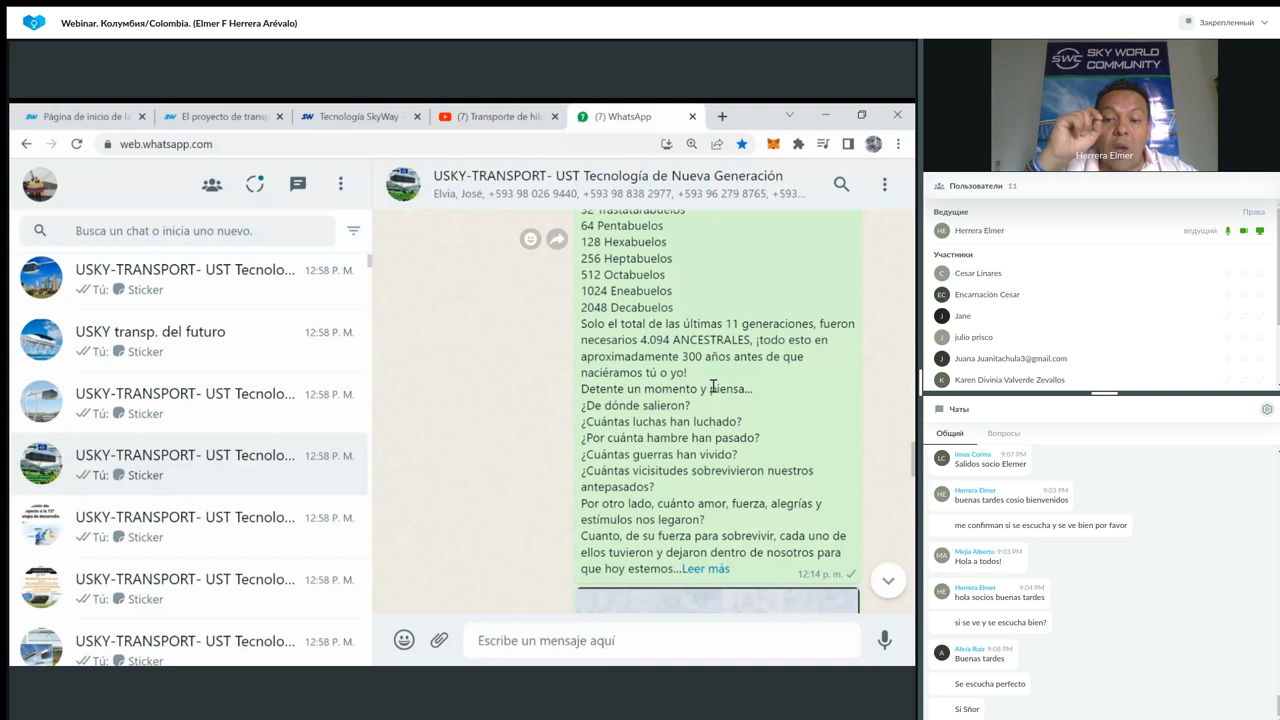 Webinar. Колумбия/Colombia. (Elmer F Herrera Arévalo)
Закрепленный
Página de inicio de la
El proyecto de transp
Tecnología SkyWay -
(7) Transporte de hilo
(7) WhatsApp
web.whatsapp.com
USKY-TRANSPORT- UST Tecnología de Nueva Generación
Elvia, José, +593 98 026 9440, +593 98 838 2977, +593 96 279 8765, +593...
Busca un chat o inicia uno nuevo.
USKY-TRANSPORT- UST Tecnolo... 12:58 P. M.
Tú: Sticker
USKY transp. del futuro 12:58 P. M.
Tú: Sticker
USKY-TRANSPORT- UST Tecnolo... 12:58 P. M.
Tú: Sticker
USKY-TRANSPORT- UST Tecnolo... 12:58 P. M.
Tú: Sticker
USKY-TRANSPORT- UST Tecnolo... 12:58 P. M.
Tú: Sticker
USKY-TRANSPORT- UST Tecnolo... 12:58 P. M.
Tú: Sticker
USKY-TRANSPORT- UST Tecnolo... 12:58 P. M.
Tú: Sticker
64 Pentabuelos
128 Hexabuelos
256 Heptabuelos
512 Octabuelos
1024 Eneabuelos
2048 Decabuelos
Solo el total de las últimas 11 generaciones, fueron
necesarios 4.094 ANCESTRALES, ¡todo esto en
aproximadamente 300 años antes de que
naciéramos tú o yo!
Detente un momento y piensa...
¿De dónde salieron?
¿Cuántas luchas han luchado?
¿Por cuánta hambre han pasado?
¿Cuántas guerras han vivido?
¿Cuántas vicisitudes sobrevivieron nuestros
antepasados?
Por otro lado, cuánto amor, fuerza, alegrías y
estímulos nos legaron?
Cuanto, de su fuerza para sobrevivir, cada uno de
ellos tuvieron y dejaron dentro de nosotros para
que hoy estemos...Leer más
12:14 p. m.
Escribe un mensaje aquí
SWC SKY WORLD
COMMUNITY
Herrera Elmer
Пользователи 11
Ведущие Права
HE Herrera Elmer ведущий
Участники
C Cesar Linares
EC Encarnación Cesar
J Jane
J julio prisco
J Juana Juanitachula3@gmail.com
K Karen Divinia Valverde Zevallos
Чаты
Общий Вопросы
LC limas Corina 9:07 PM
Salidos socio Elemer
HE Herrera Elmer 9:03 PM
buenas tardes cosio bienvenidos
me confirman si se escucha y se ve bien por favor
MA Mejia Alberto 9:03 PM
Hola a todos!
HE Herrera Elmer 9:04 PM
hola socios buenas tardes
si se ve y se escucha bien?
A Alicia Ruiz 9:08 PM
Buenas tardes
Se escucha perfecto
Si Sñor